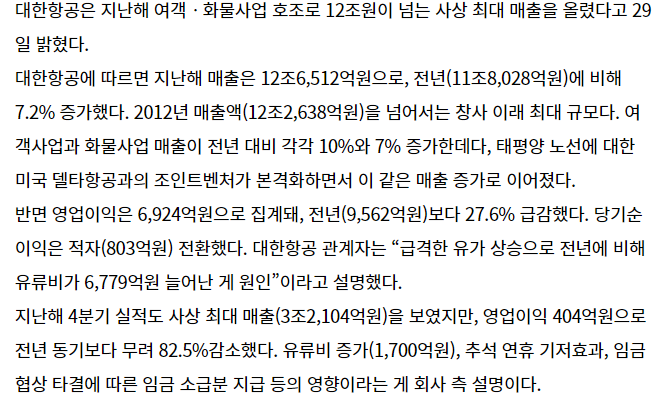 대한항공은 지난해 여객ㆍ화물사업 호조로 12조원이 넘는 사상 최대 매출을 올렸다고 29
일 밝혔다.
대한항공에 따르면 지난해 매출은 12조6,512억원으로, 전년(11조8,028억원)에 비해
7.2% 증가했다. 2012년 매출액(12조2,638억원)을 넘어서는 창사 이래 최대 규모다. 여
객사업과 화물사업 매출이 전년 대비 각각 10%와 7% 증가한데다, 태평양 노선에 대한
미국 델타항공과의 조인트벤처가 본격화하면서 이 같은 매출 증가로 이어졌다.
반면 영업이익은 6,924억원으로 집계돼, 전년(9,562억원)보다 27.6% 급감했다. 당기순
이익은 적자(803억원) 전환했다. 대한항공 관계자는 “급격한 유가 상승으로 전년에 비해
유류비가 6,779억원 늘어난 게 원인”이라고 설명했다.
지난해 4분기 실적도 사상 최대 매출(3조2,104억원)을 보였지만, 영업이익 404억원으로
전년 동기보다 무려 82.5%감소했다. 유류비 증가(1,700억원), 추석 연휴 기저효과, 임금
협상 타결에 따른 임금 소급분 지급 등의 영향이라는 게 회사 측 설명이다.